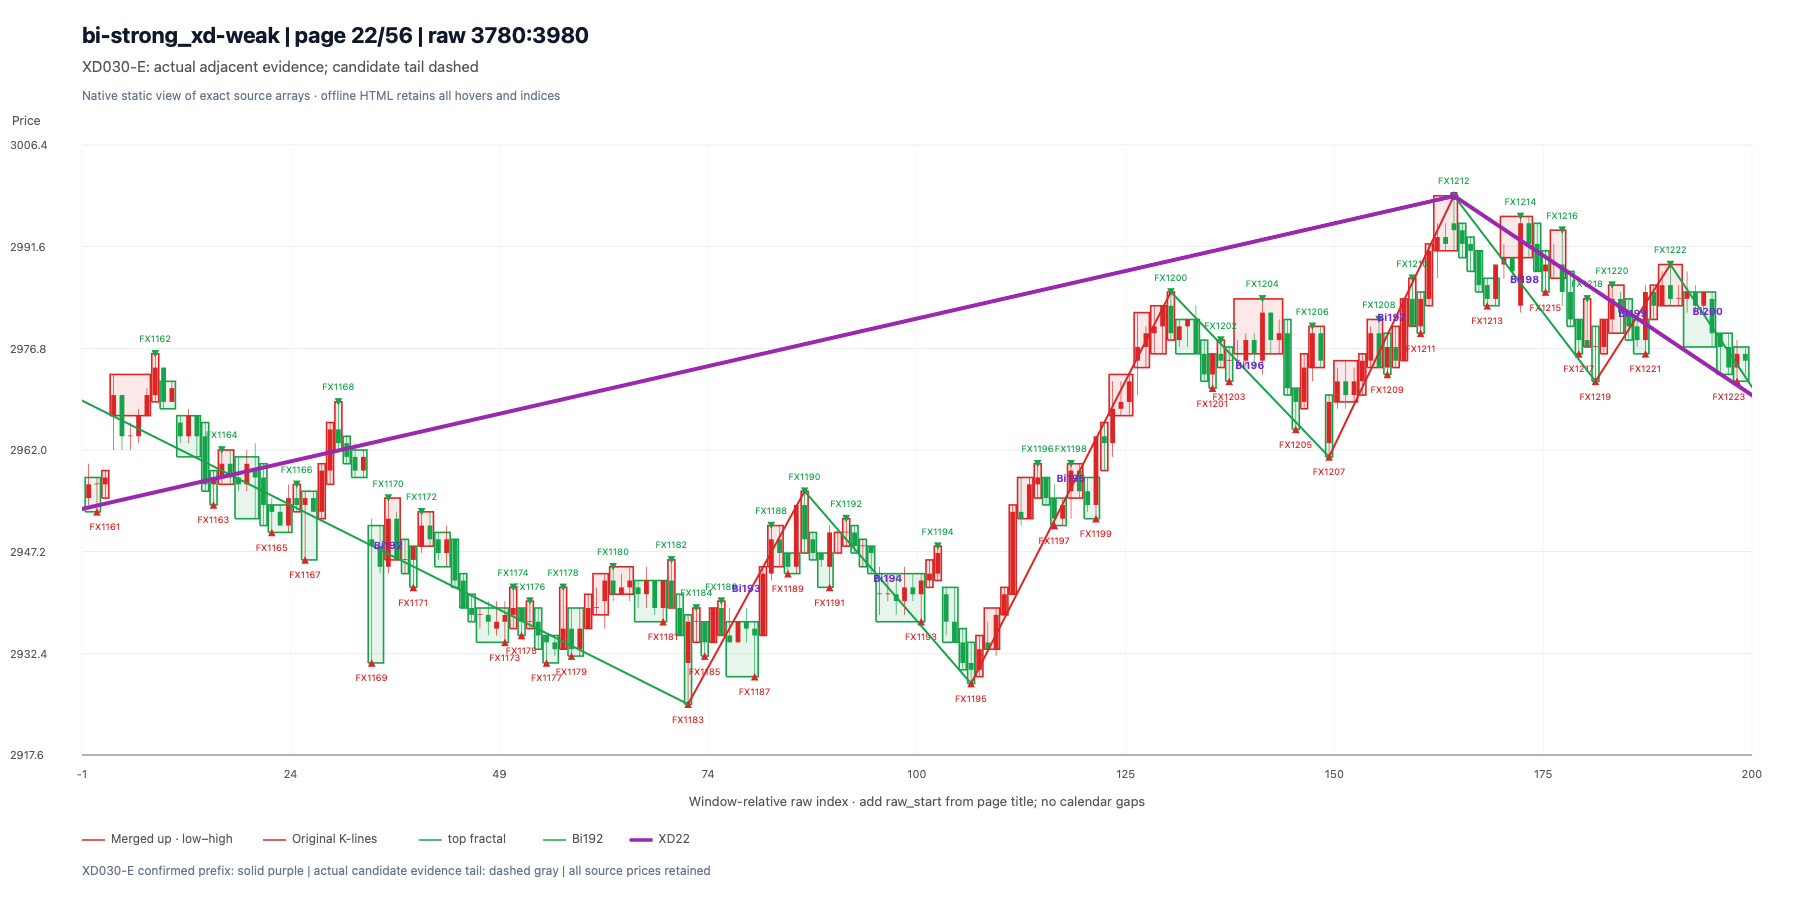 bi-strong_xd-weak | page 22/56 | raw 3780:3980
XD030-E: actual adjacent evidence; candidate tail dashed
Native static view of exact source arrays · offline HTML retains all hovers and indices
Price
3006.4
2991.6
2976.8
2962.0
2947.2
2932.4
2917.6
FX1212
FX1214
FX1216
FX1222
FX1210
FX1200
FX1204
FX1220
Bi198
FX1215
FX1213
FX1208
Bi197
FX1206
FX1202
Bi200
FX1211
FX1162
Bi196
FX1217
FX1221
FX1219
FX1209
FX1201
FX1203
FX1223
FX1168
FX1164
FX1205
FX1196
FX1198
FX1207
FX1166
FX1170
FX1190
FX1172
FX1163
FX1161
FX1188
FX1192
FX1197
FX1199
FX1165
FX1194
Bi192
FX1180
FX1182
FX1167
FX1174
FX1176
FX1178
Bi194
FX1171
FX1184
Bi193
FX1189
FX1191
FX1181
FX1193
FX1175
FX1173
FX1169
FX1177
FX1179
FX1185
FX1187
FX1195
FX1183
-1
24
49
74
100
125
150
175
200
Window-relative raw index · add raw_start from page title; no calendar gaps
Merged up · low–high
Original K-lines
top fractal
Bi192
XD22
XD030-E confirmed prefix: solid purple | actual candidate evidence tail: dashed gray | all source prices retained